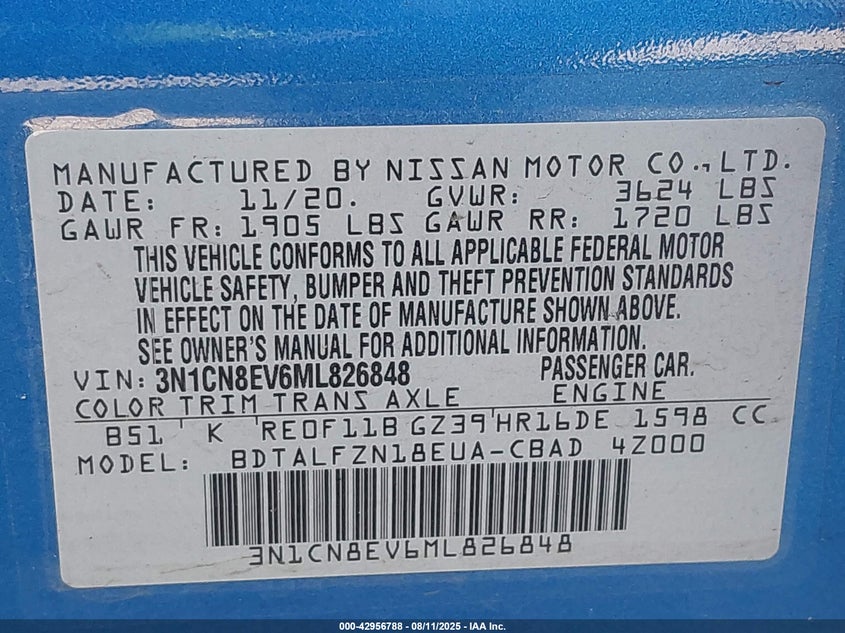 MANUFACTURED BY NISSAN MOTOR CO., LTD.
DATE: 11/20. GVWR: 3624 LBS
GAWR FR: 1905 LBS GAWR RR: 1720 LBS
THIS VEHICLE CONFORMS TO ALL APPLICABLE FEDERAL MOTOR
VEHICLE SAFETY, BUMPER AND THEFT PREVENTION STANDARDS
IN EFFECT ON THE DATE OF MANUFACTURE SHOWN ABOVE.
SEE OWNER'S MANUAL FOR ADDITIONAL INFORMATION.
VIN: 3N1CN8EV6ML826848 PASSENGER CAR.
COLOR TRIM TRANS AXLE ENGINE
B51 K RE0F11B GZ39 HR16DE 1598 CC
MODEL: BDTALFZN18EUA-CBAD 4Z000
3N1CN8EV6ML826848
000-42956788 - 08/11/2025 - IAA Inc.